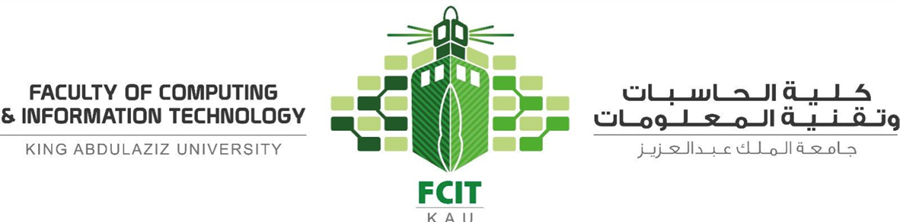 FACULTY OF COMPUTING
& INFORMATION TECHNOLOGY
KING ABDULAZIZ UNIVERSITY
FCIT
KAU
كلية الحاسبات
وتقنية المعلومات
جامعة الملك عبدالعزيز